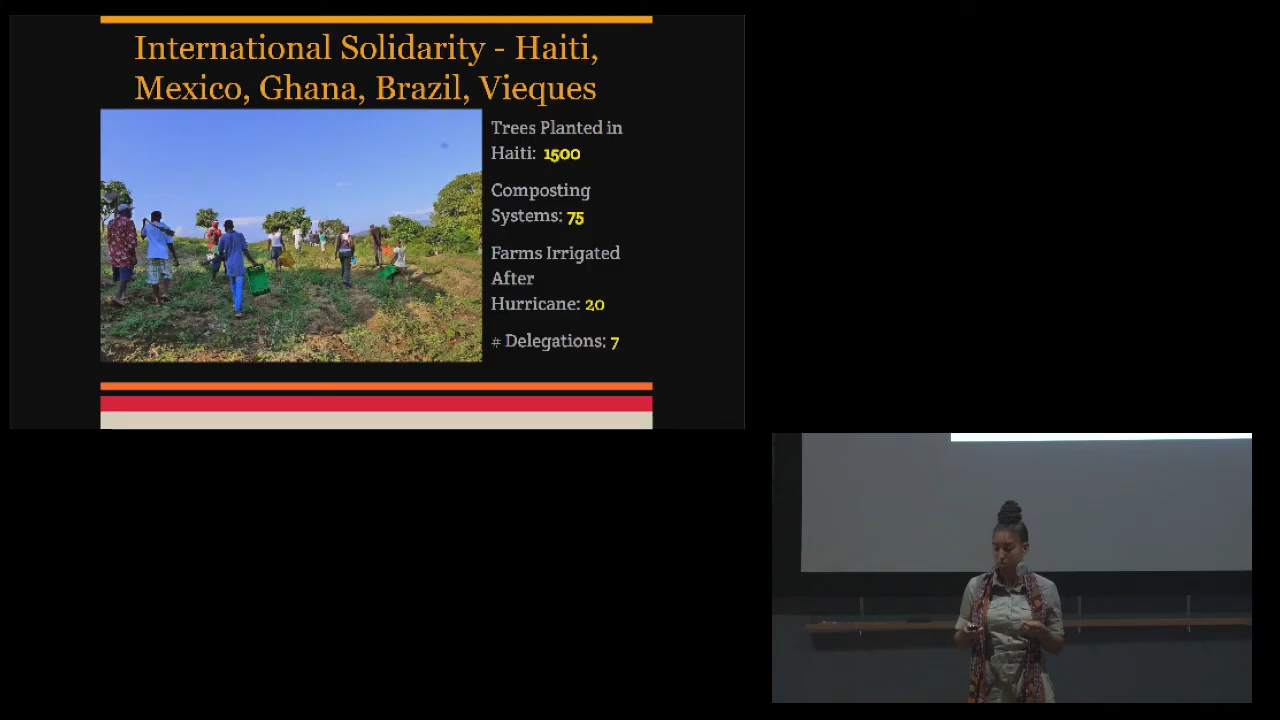 International Solidarity - Haiti,
Mexico, Ghana, Brazil, Vieques
Trees Planted in
Haiti: 1500
Composting
Systems: 75
Farms Irrigated
After
Hurricane: 20
# Delegations: 7